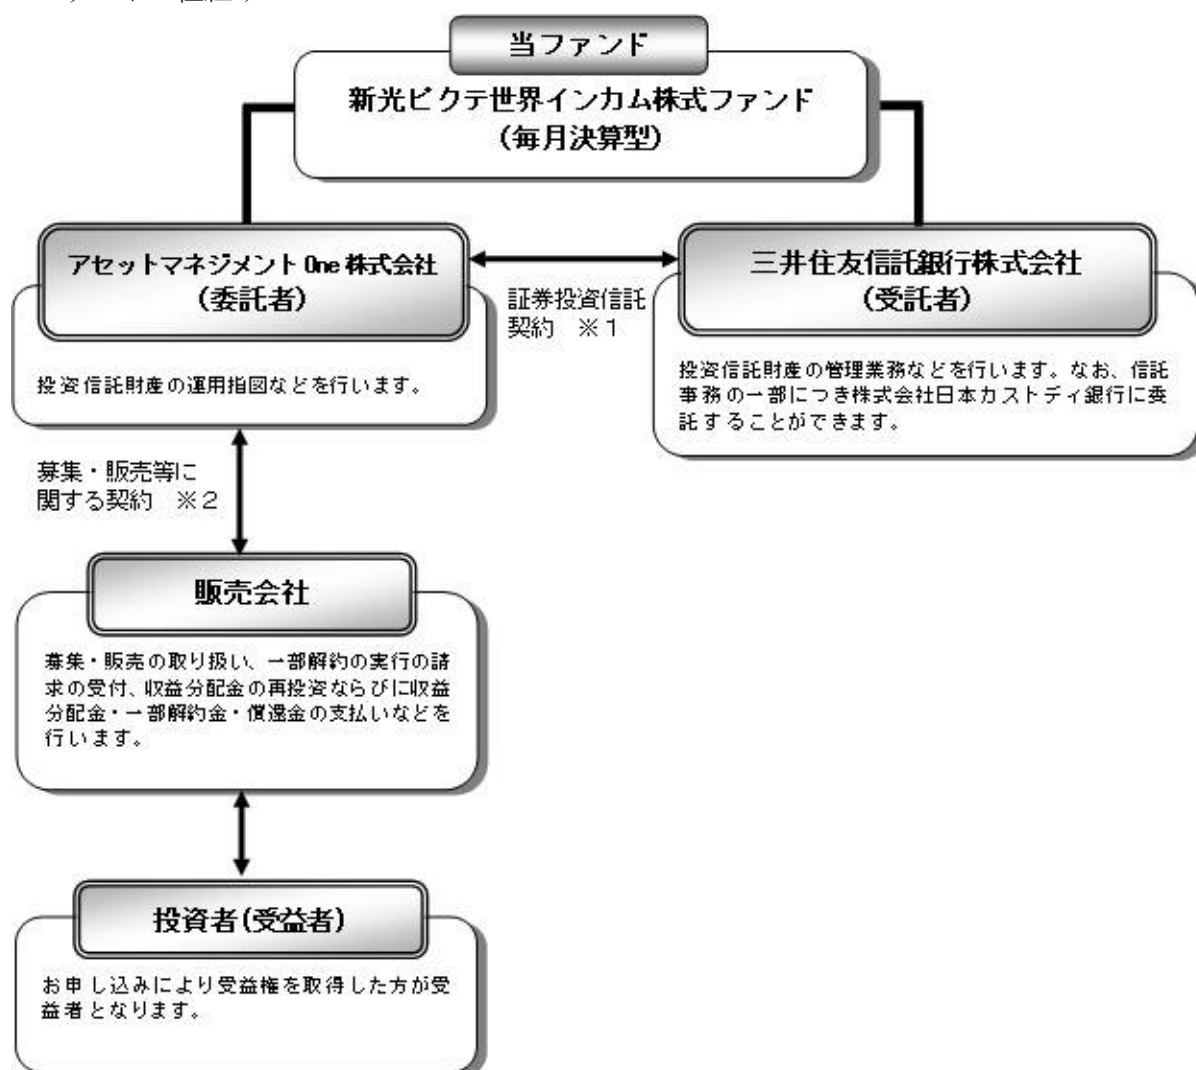 当ファンド
新光ピクテ世界インカム株式ファンド
(毎月決算型)
アセットマネジメントOne株式会社
(委託者)
投資信託財産の運用指図などを行います。
証券投資信託
契約 ※1
三井住友信託銀行株式会社
(受託者)
投資信託財産の管理業務などを行います。なお、信託
事務の一部につき株式会社日本カストディ銀行に委
託することができます。
募集・販売等に
関する契約 ※2
販売会社
募集・販売の取り扱い、一部解約の実行の請
求の受付、収益分配金の再投資ならびに収益
分配金・一部解約金・償還金の支払いなどを
行います。
投資者(受益者)
お申し込みにより受益権を取得した方が受
益者となります。